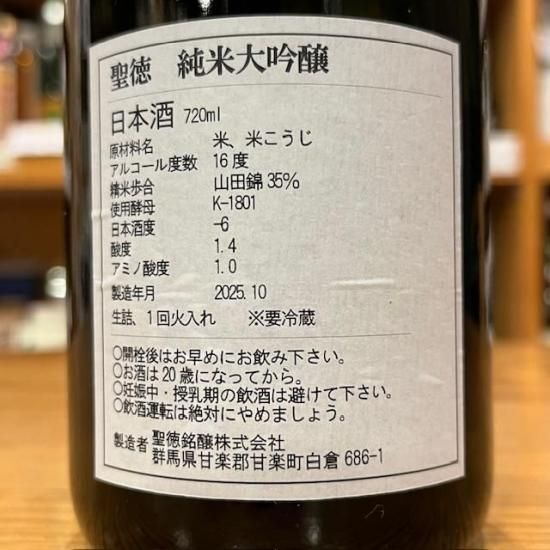 聖徳 純米大吟醸
日本酒 720ml
原材料名 米、米こうじ
アルコール度数 16度
精米歩合 山田錦35%
使用酵母 K-1801
日本酒度 -6
酸度 1.4
アミノ酸度 1.0
製造年月 2025.10
生詰、1回火入れ ※要冷蔵
○開栓後はお早めにお飲み下さい。
○お酒は20歳になってから。
○妊娠中・授乳期の飲酒は避けて下さい。
○飲酒運転は絶対にやめましょう。
製造者 聖徳銘醸株式会社
群馬県甘楽郡甘楽町白倉 686-1